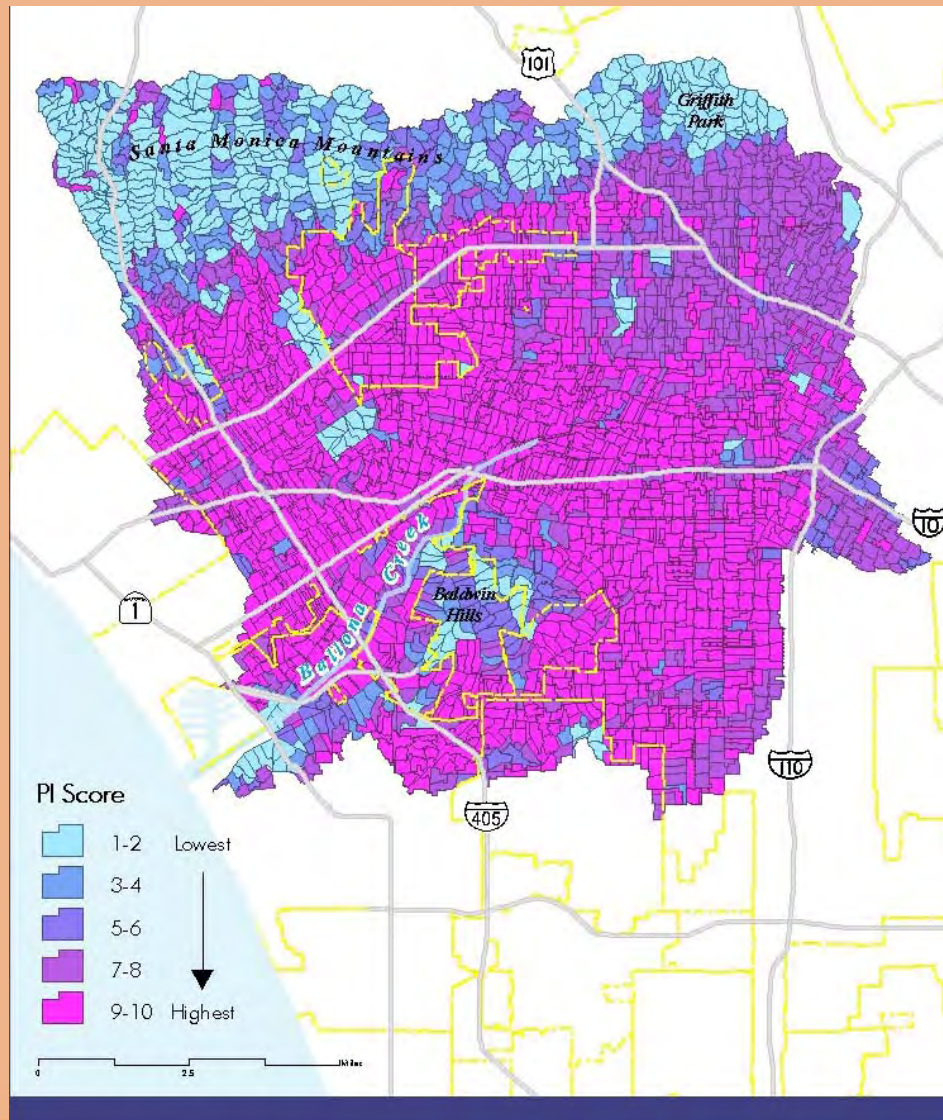 101
Griffith
Park
Santa Monica Mountains
10
Ballona Creek
Baldwin
Hills
1
110
405
PI Score
1-2 Lowest
3-4
5-6
7-8
9-10 Highest
Miles
0 2.5